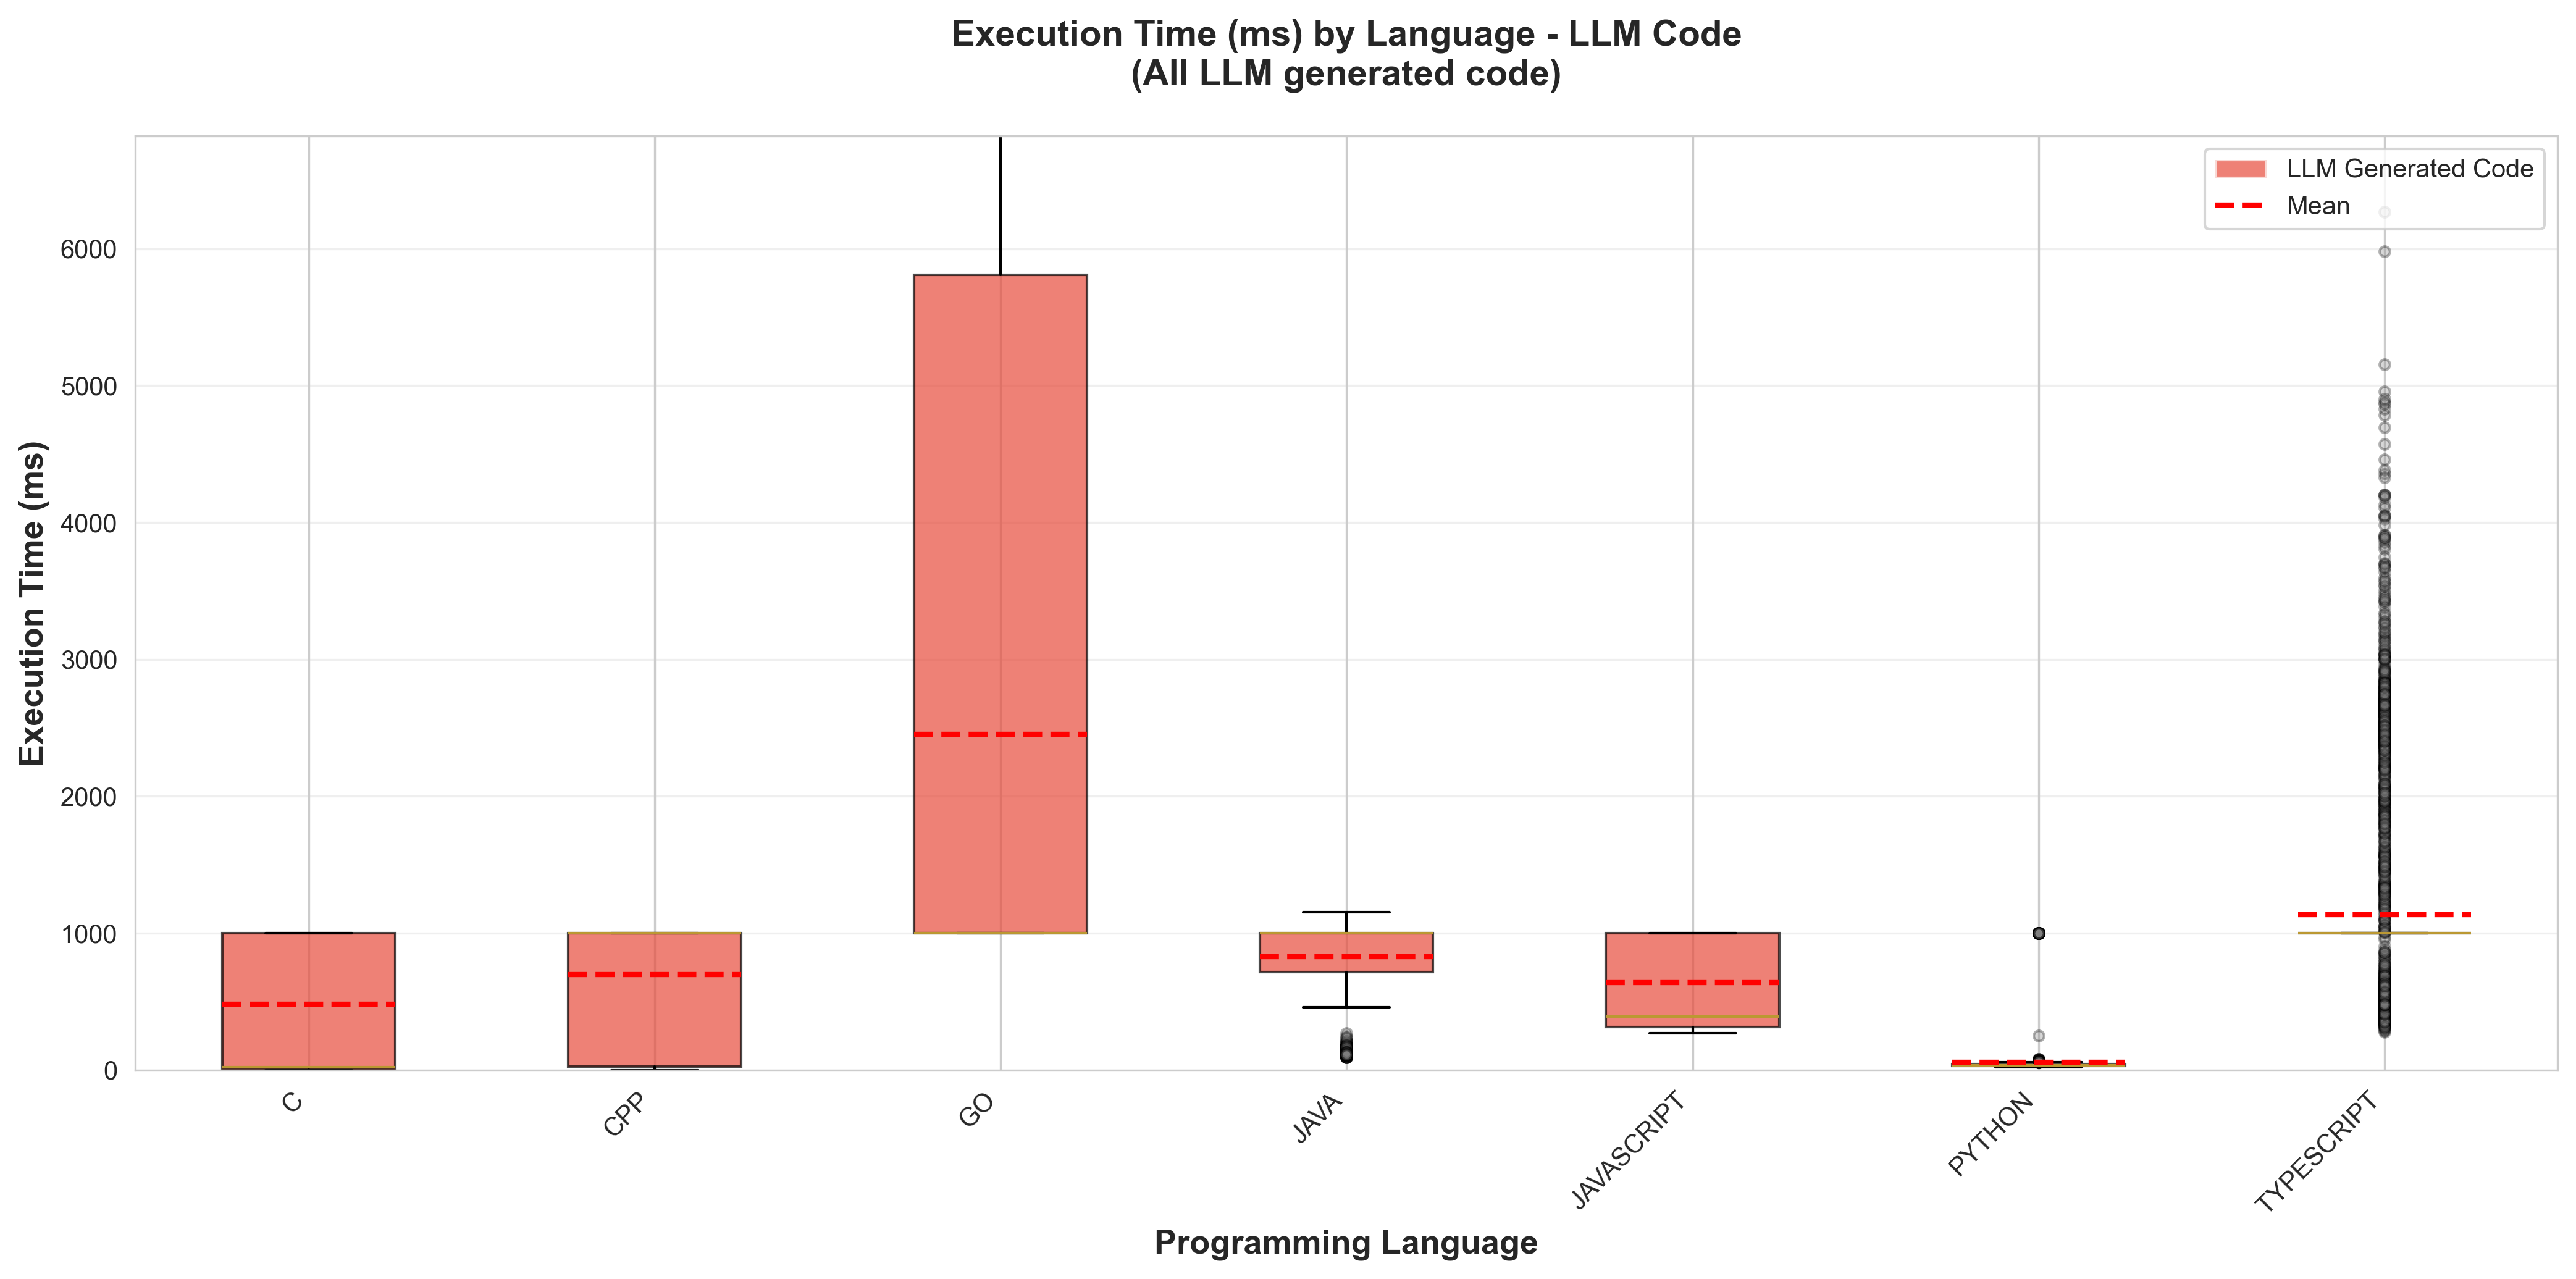 Execution Time (ms) by Language - LLM Code
(All LLM generated code)
LLM Generated Code
Mean
Execution Time (ms)
6000
5000
4000
3000
2000
1000
0
C
CPP
GO
JAVA
JAVASCRIPT
PYTHON
TYPESCRIPT
Programming Language